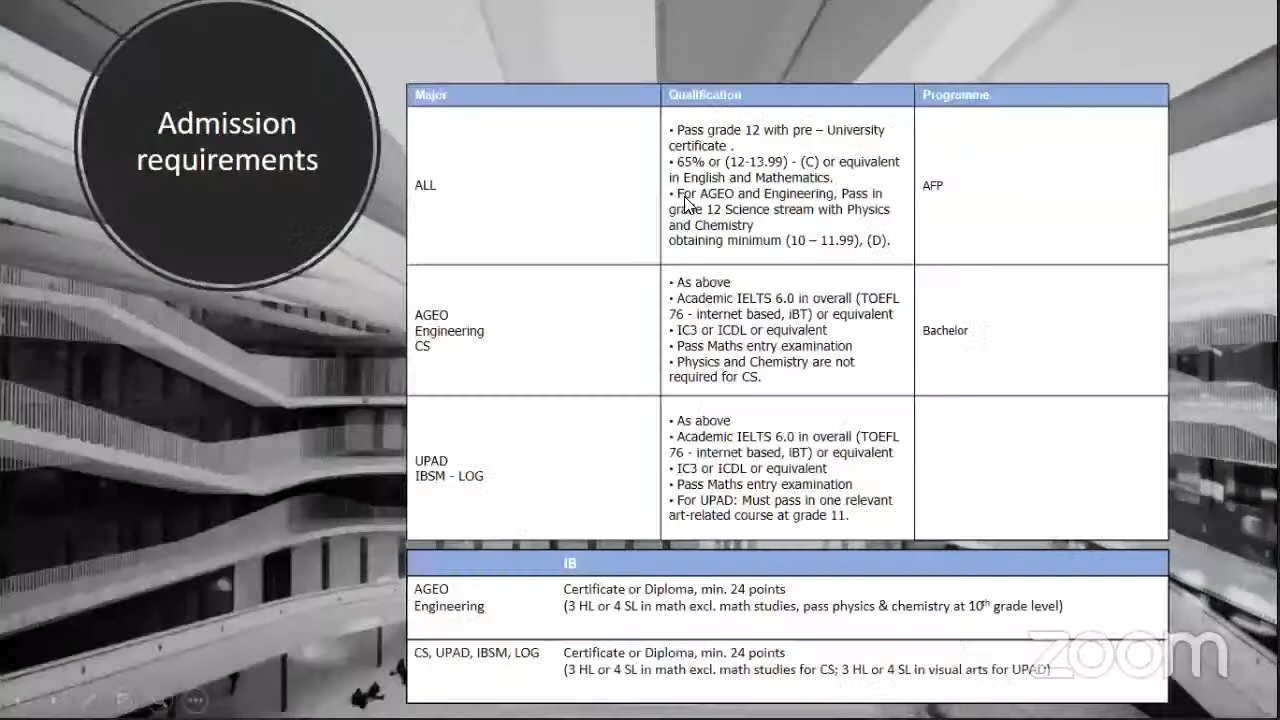 Admission
requirements
Major
Qualification
Programme
ALL
• Pass grade 12 with pre – University
certificate .
• 65% or (12-13.99) - (C) or equivalent
in English and Mathematics.
• For AGEO and Engineering, Pass in
grade 12 Science stream with Physics
and Chemistry
obtaining minimum (10 – 11.99), (D).
AFP
AGEO
Engineering
CS
• As above
• Academic IELTS 6.0 in overall (TOEFL
76 - internet based, iBT) or equivalent
• IC3 or ICDL or equivalent
• Pass Maths entry examination
• Physics and Chemistry are not
required for CS.
Bachelor
UPAD
IBSM - LOG
• As above
• Academic IELTS 6.0 in overall (TOEFL
76 - internet based, iBT) or equivalent
• IC3 or ICDL or equivalent
• Pass Maths entry examination
• For UPAD: Must pass in one relevant
art-related course at grade 11.
IB
AGEO
Engineering
Certificate or Diploma, min. 24 points
(3 HL or 4 SL in math excl. math studies, pass physics & chemistry at 10th grade level)
CS, UPAD, IBSM, LOG
Certificate or Diploma, min. 24 points
(3 HL or 4 SL in math excl. math studies for CS; 3 HL or 4 SL in visual arts for UPAD)
zoom